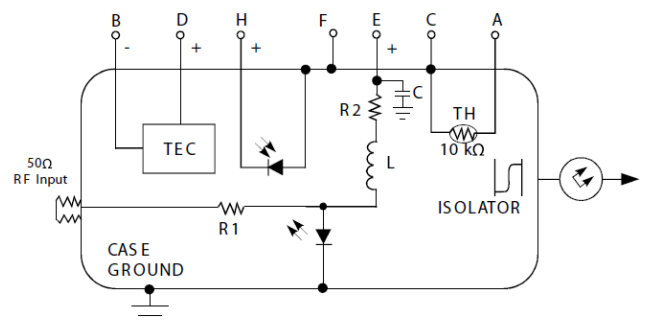 B D H F E C A
- + + +
R2
C
TH
10 kΩ
TEC
L
50Ω
RF Input
R1
ISOLATOR
CASE
GROUND